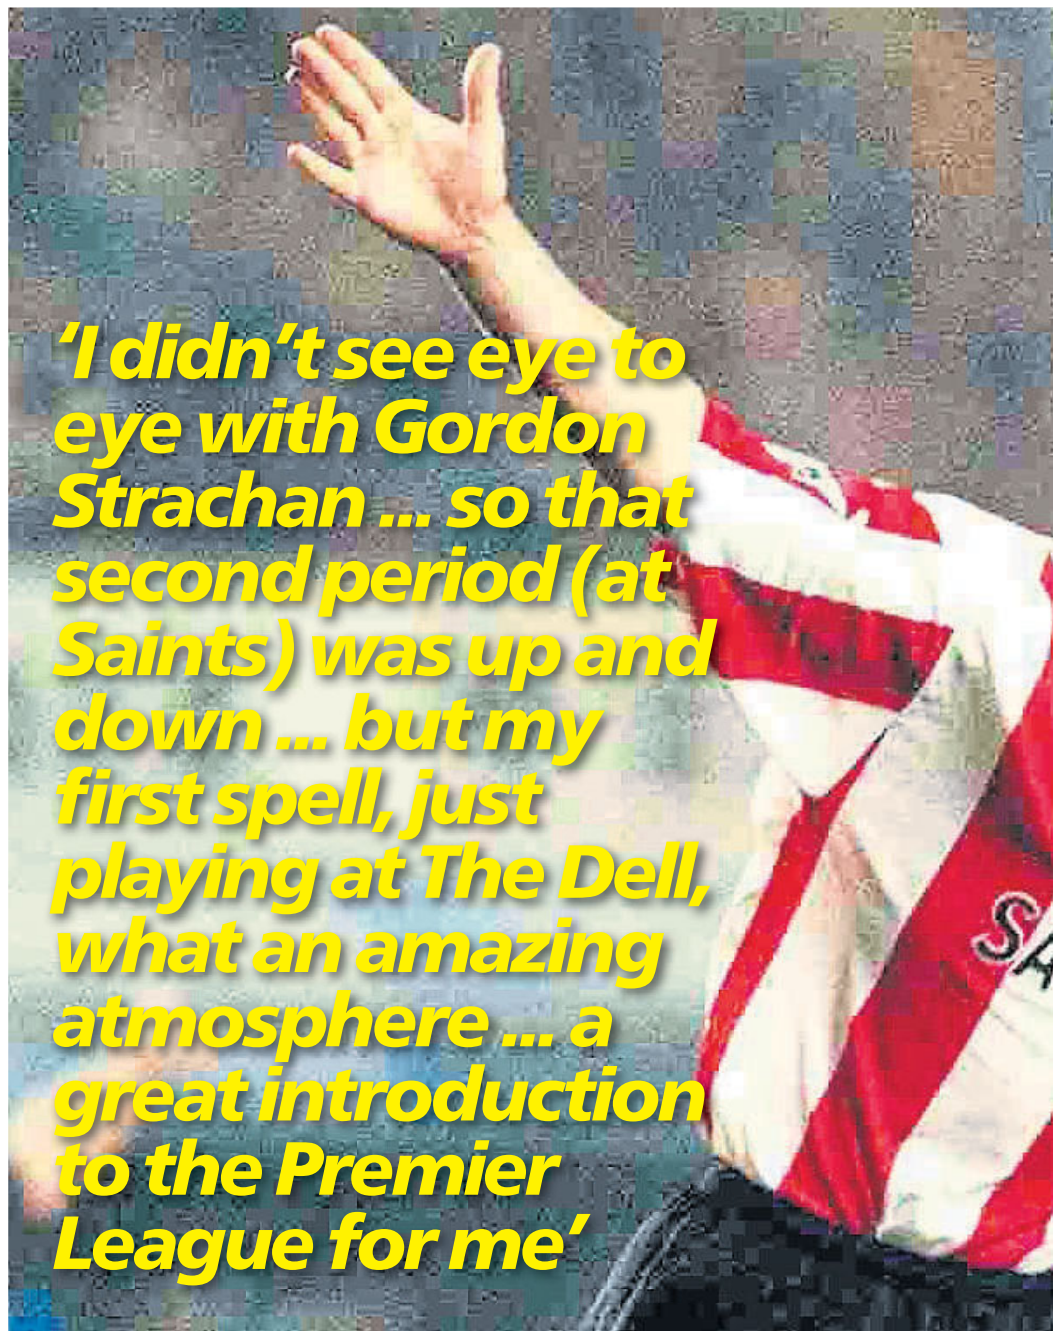 ‘I didn’t see eye to
eye with Gordon
Strachan ... so that
second period (at
Saints) was up and
down ... but my
first spell, just
playing at The Dell,
what an amazing
atmosphere ... a
great introduction
to the Premier
League for me’
SA